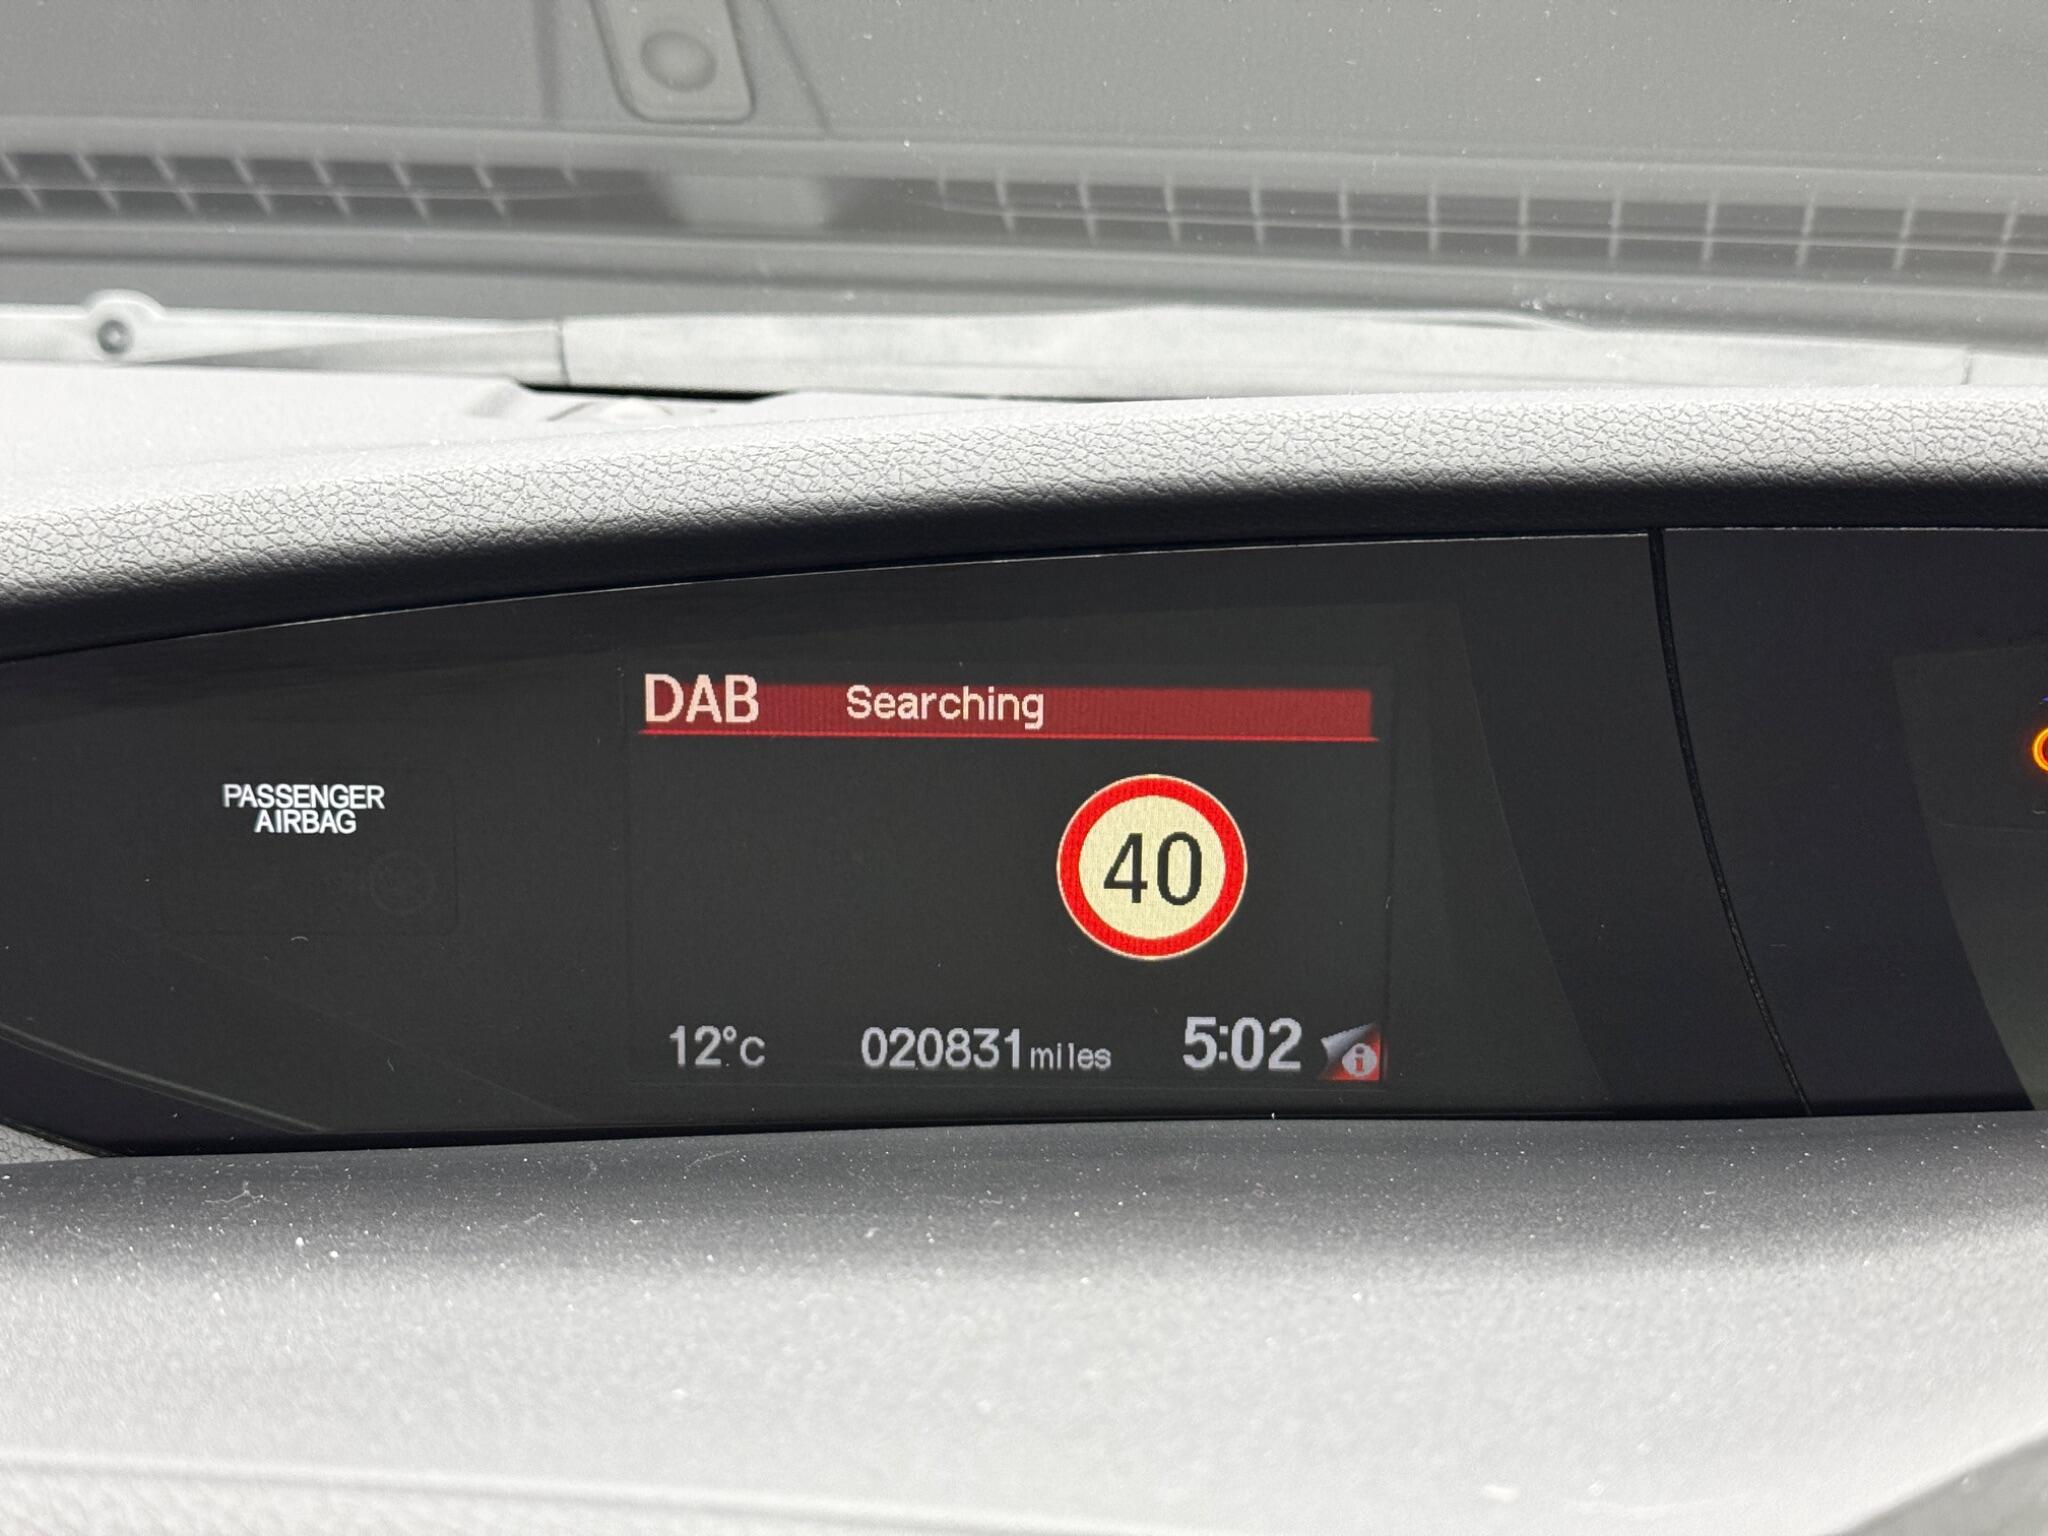 DAB Searching
PASSENGER
AIRBAG
40
12°C 020831 miles 5:02 i